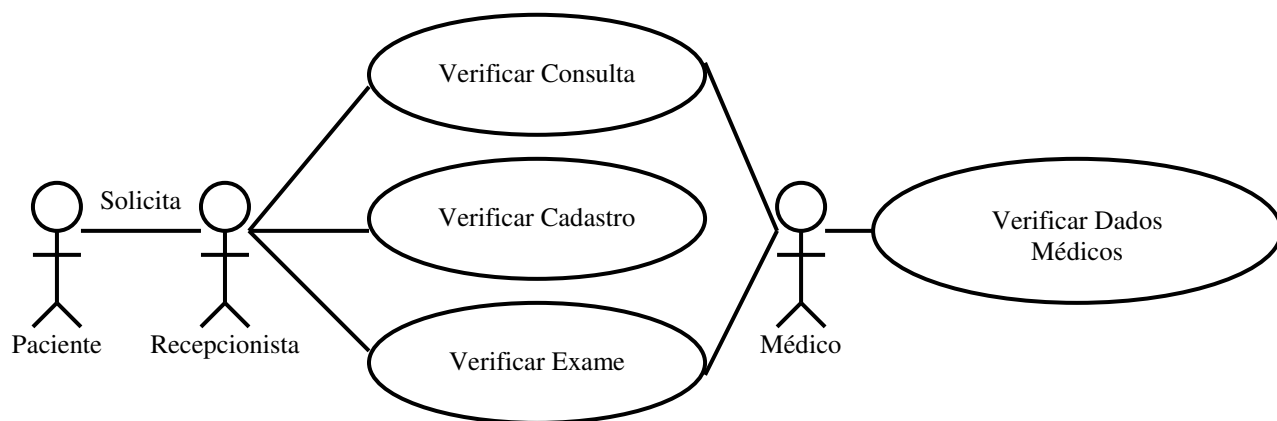 Verificar Consulta
Solicita
Verificar Cadastro
Verificar Dados
Médicos
Paciente
Recepcionista
Verificar Exame
Médico